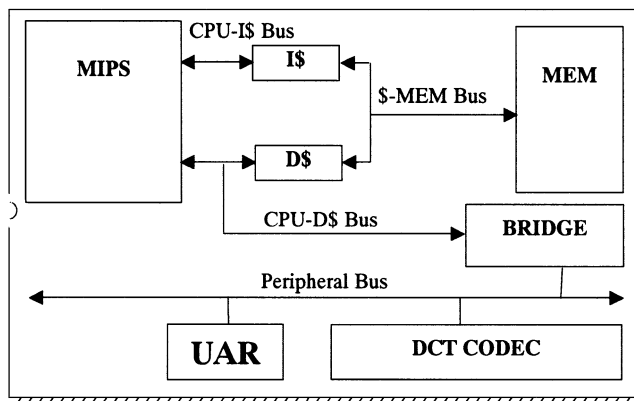 CPU-I$ Bus
MIPS
I$
MEM
$-MEM Bus
D$
CPU-D$ Bus
BRIDGE
Peripheral Bus
UAR
DCT CODEC